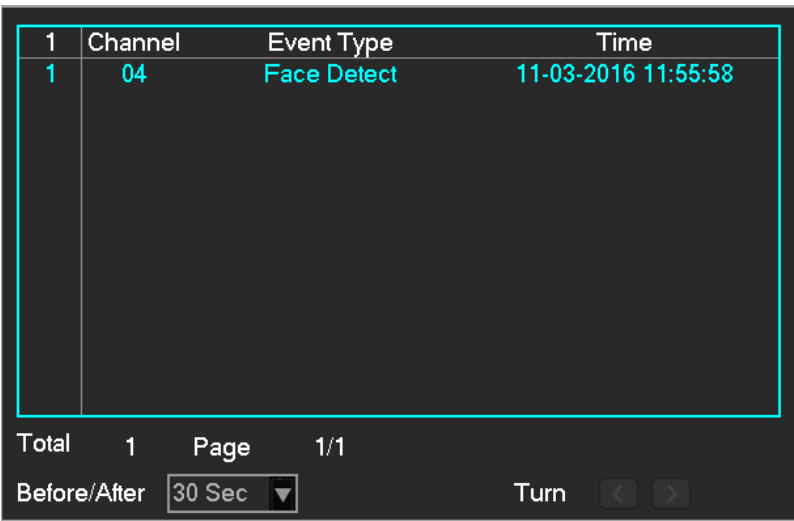 1 Channel Event Type Time
1 04 Face Detect 11-03-2016 11:55:58
Total 1 Page 1/1
Before/After 30 Sec Turn < >